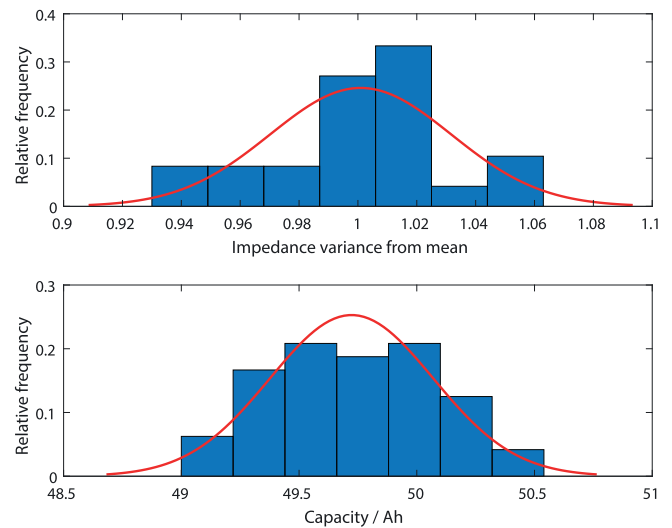 Relative frequency
0.4
0.3
0.2
0.1
0
0.9 0.92 0.94 0.96 0.98 1 1.02 1.04 1.06 1.08 1.1
Impedance variance from mean
Relative frequency
0.3
0.2
0.1
0
48.5 49 49.5 50 50.5 51
Capacity / Ah